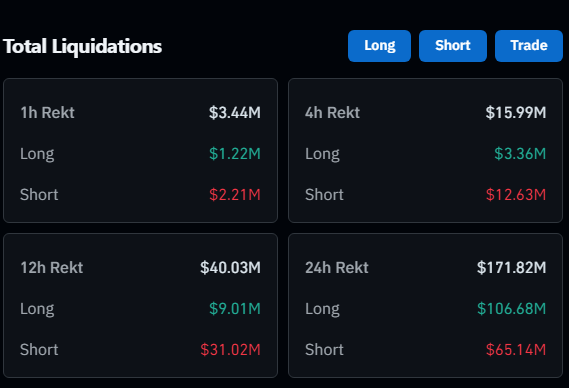 Total Liquidations Long Short Trade
1h Rekt $3.44M
Long $1.22M
Short $2.21M
4h Rekt $15.99M
Long $3.36M
Short $12.63M
12h Rekt $40.03M
Long $9.01M
Short $31.02M
24h Rekt $171.82M
Long $106.68M
Short $65.14M